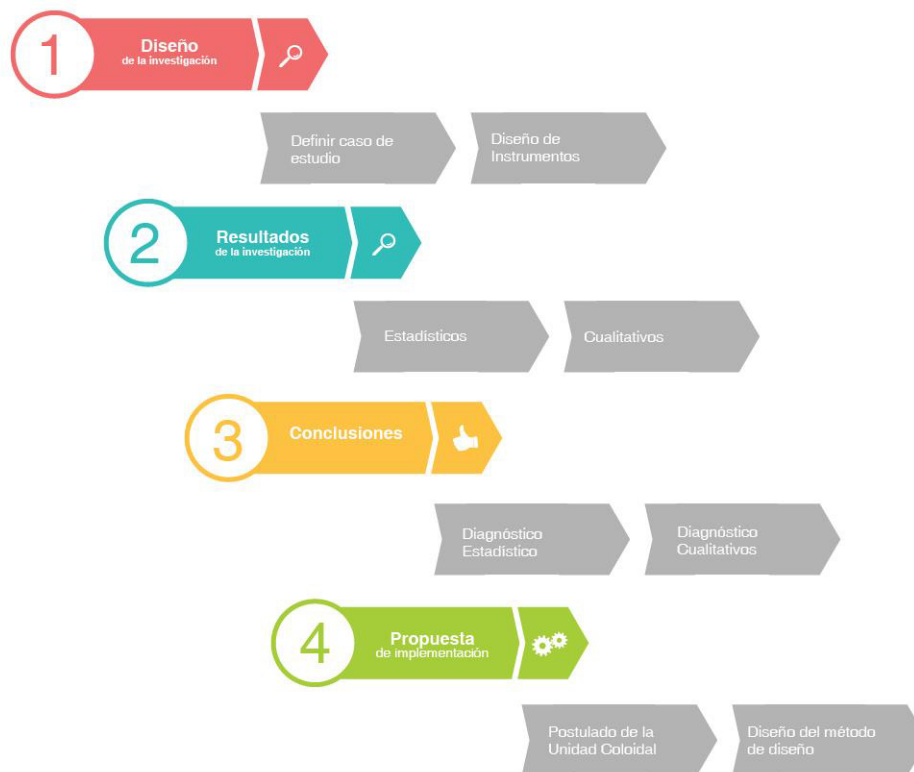 1
Diseño
de la investigación
Definir caso de
estudio
Diseño de
Instrumentos
2
Resultados
de la investigación
Estadísticos
Cualitativos
3
Conclusiones
Diagnóstico
Estadístico
Diagnóstico
Cualitativos
4
Propuesta
de implementación
Postulado de la
Unidad Coloidal
Diseño del método
de diseño